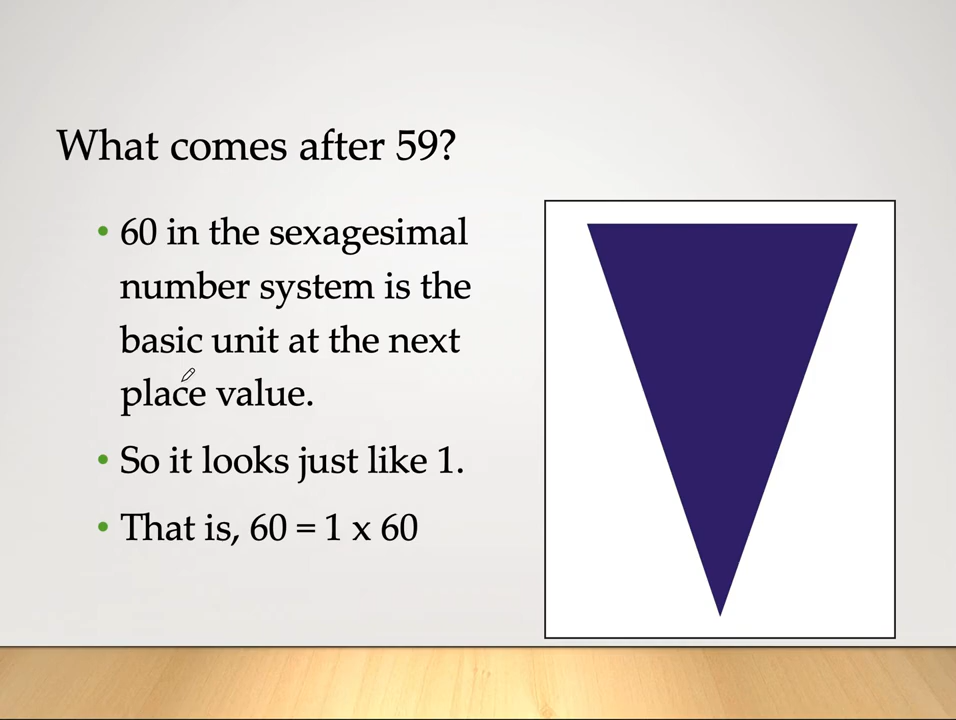 What comes after 59?
• 60 in the sexagesimal
number system is the
basic unit at the next
place value.
• So it looks just like 1.
• That is, 60 = 1 x 60